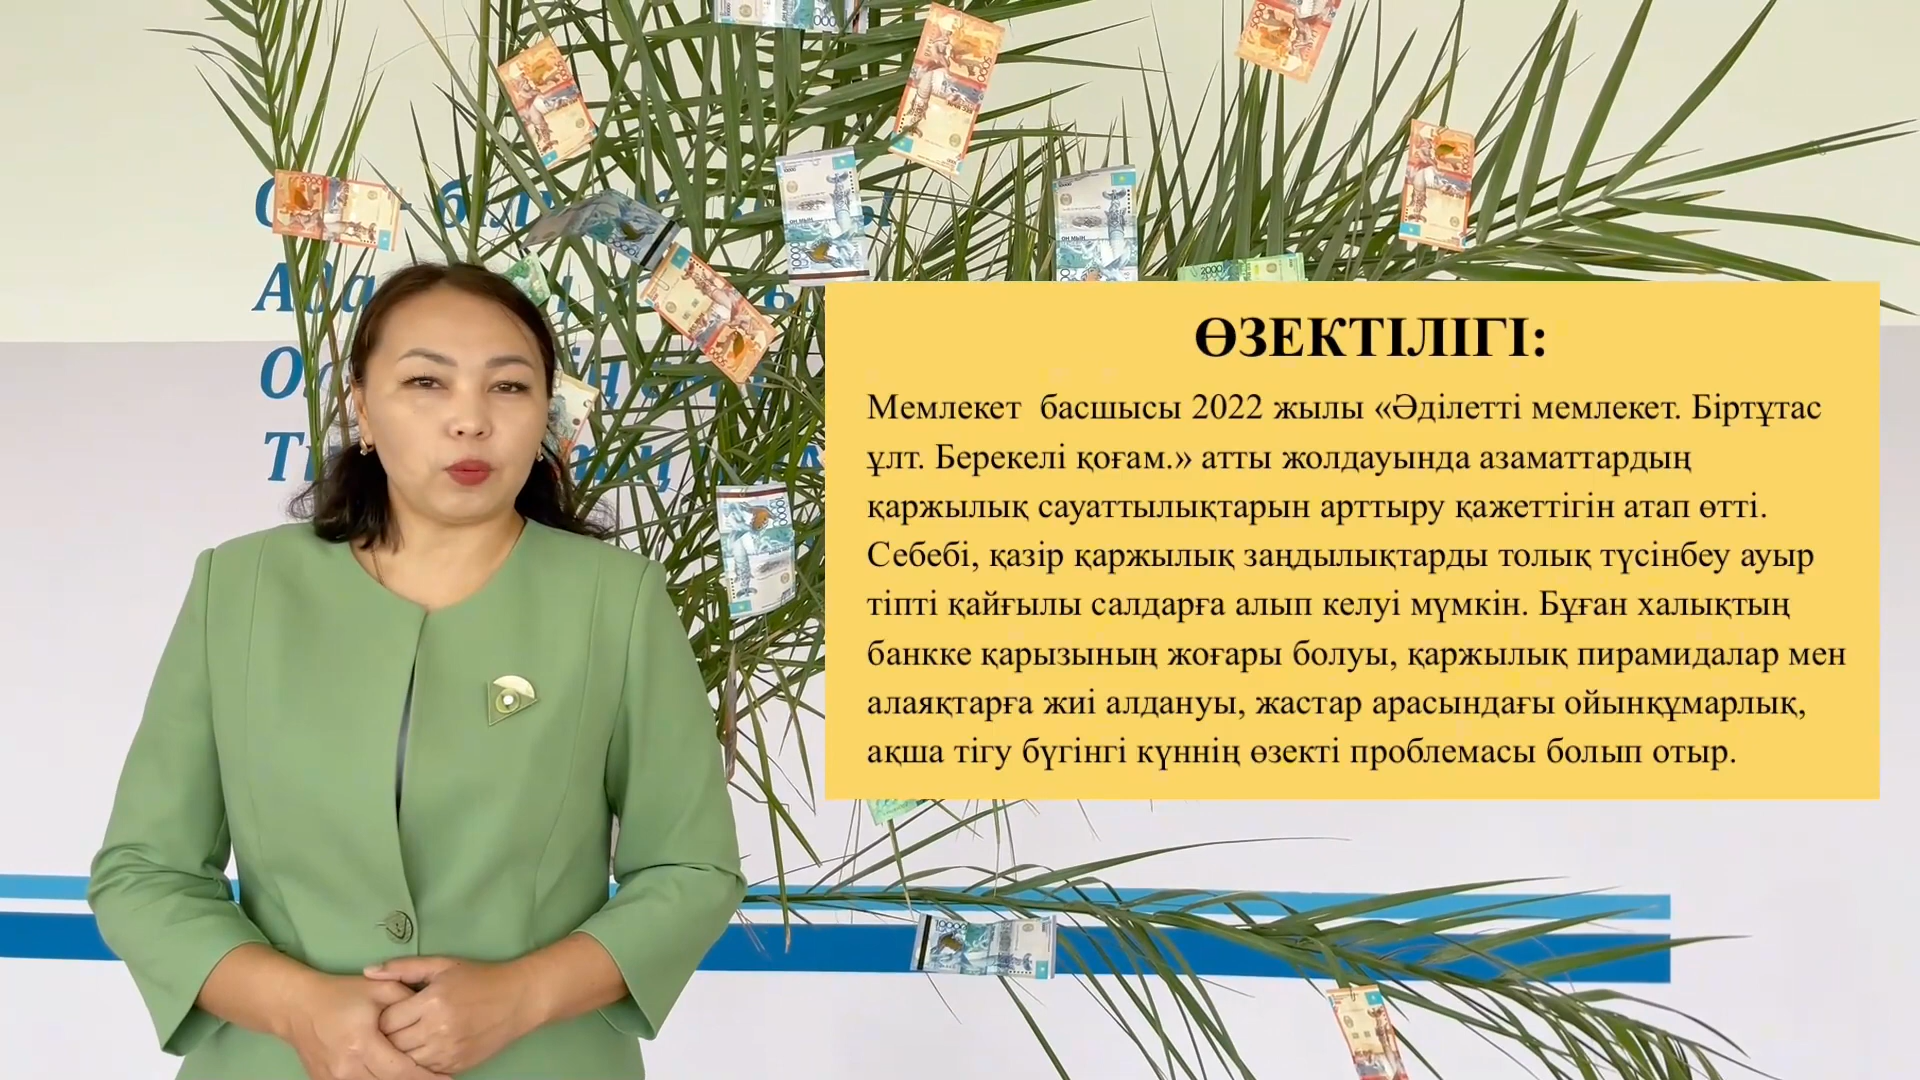 ӨЗЕКТІЛІГІ:
Мемлекет басшысы 2022 жылы «Әділетті мемлекет. Біртұтас
ұлт. Берекелі қоғам.» атты жолдауында азаматтардың
қаржылық сауаттылықтарын арттыру қажеттігін атап өтті.
Себебі, қазір қаржылық заңдылықтарды толық түсінбеу ауыр
тіпті қайғылы салдарға алып келуі мүмкін. Бұған халықтың
банкке қарызының жоғары болуы, қаржылық пирамидалар мен
алаяқтарға жиі алдануы, жастар арасындағы ойынқұмарлық,
ақша тігу бүгінгі күннің өзекті проблемасы болып отыр.